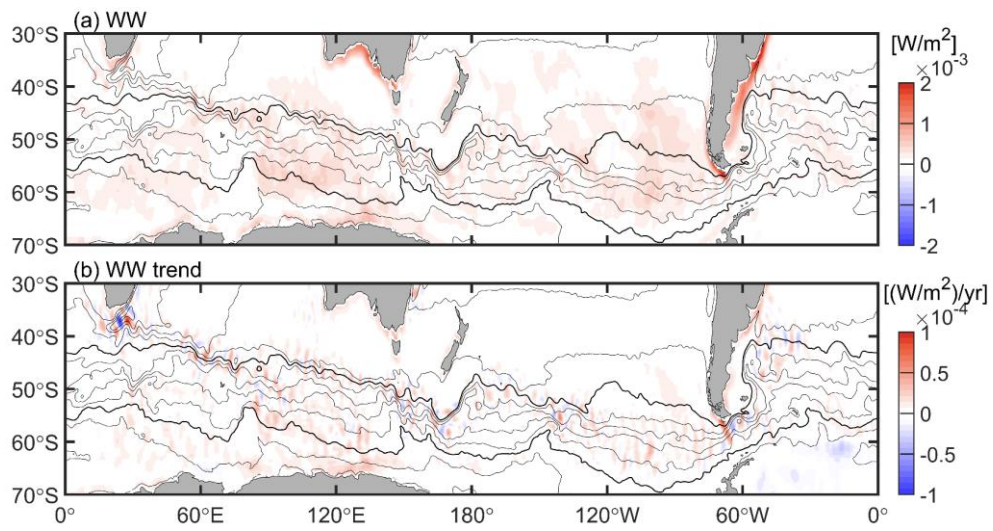 (a) WW
30°S
40°S
50°S
60°S
70°S
[W/m²]
×10⁻³
2
1
0
-1
-2
(b) WW trend
30°S
40°S
50°S
60°S
70°S
[(W/m²)/yr]
×10⁻⁴
1
0.5
0
-0.5
-1
0° 60°E 120°E 180° 120°W 60°W 0°